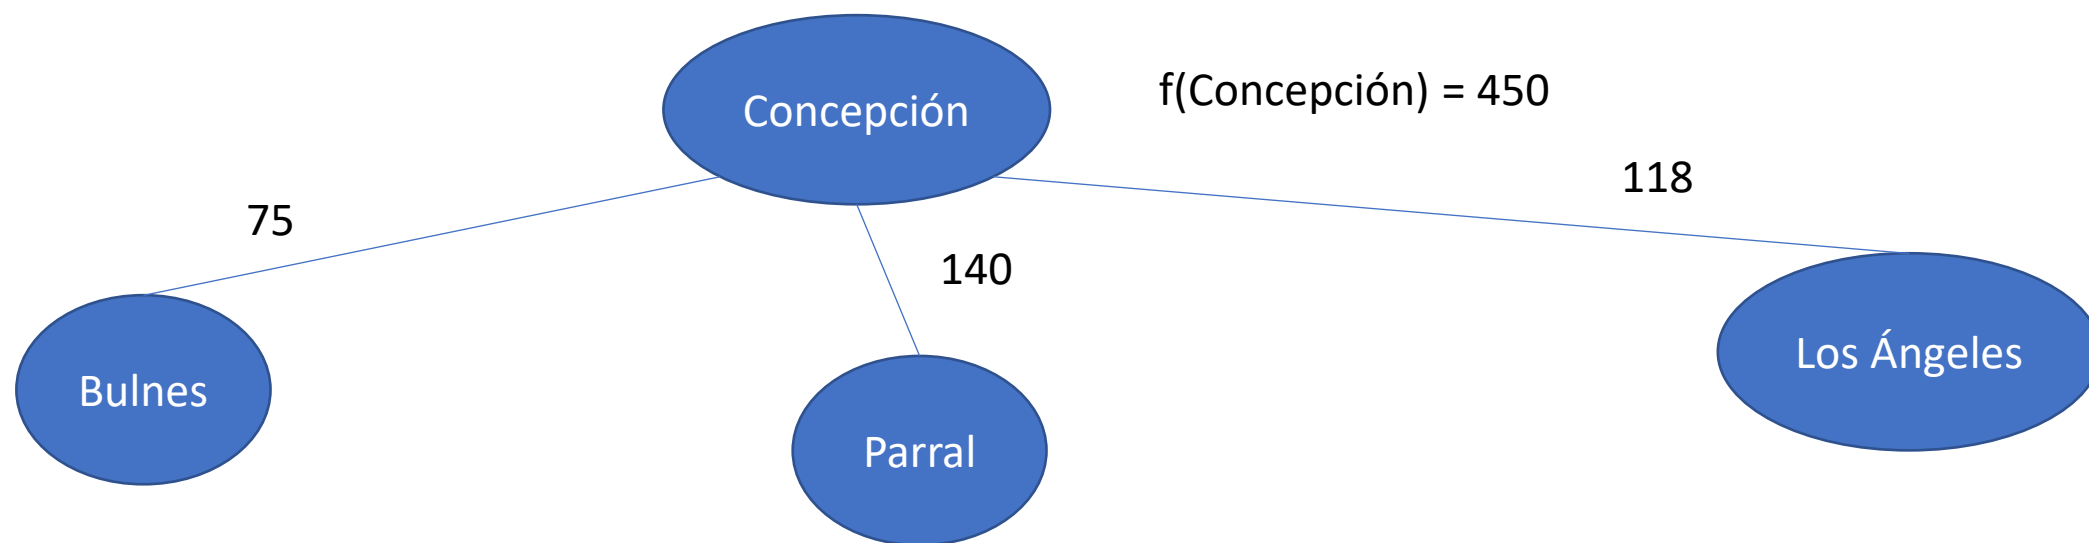 Concepción
f(Concepción) = 450
118
75
140
Los Ángeles
Bulnes
Parral